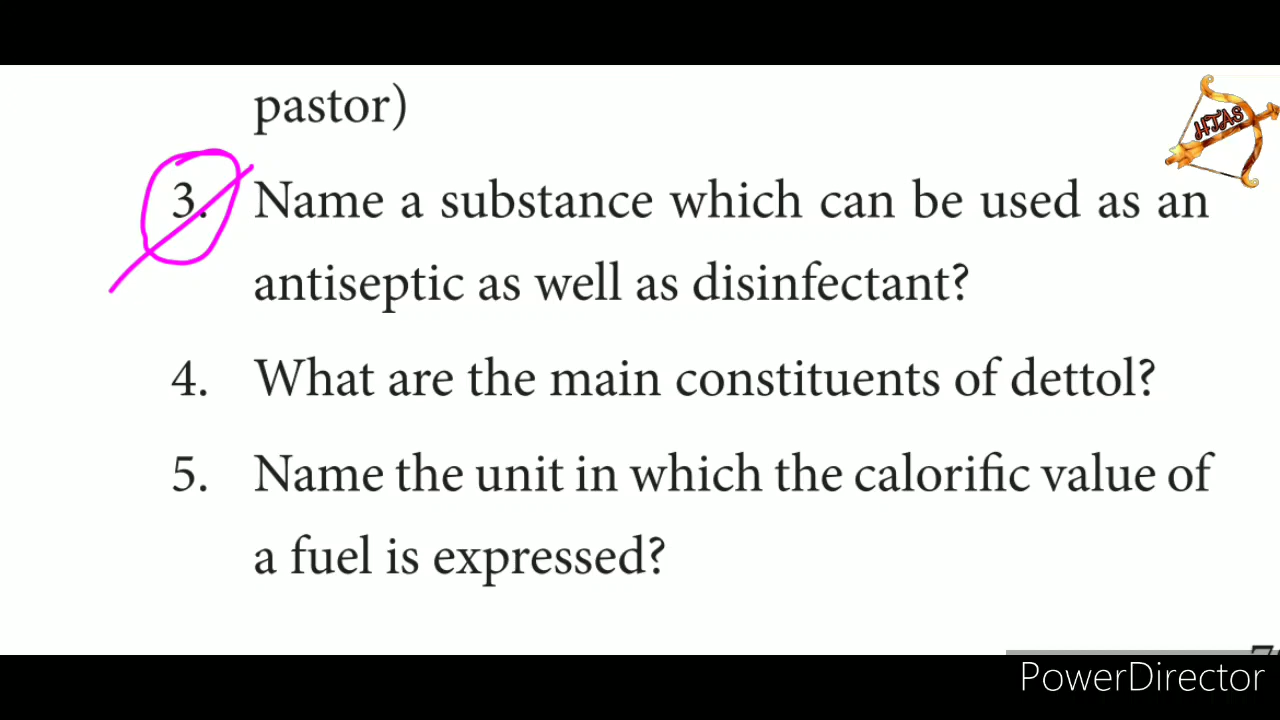 pastor)
HTAS
3. Name a substance which can be used as an
antiseptic as well as disinfectant?
4. What are the main constituents of dettol?
5. Name the unit in which the calorific value of
a fuel is expressed?
PowerDirector